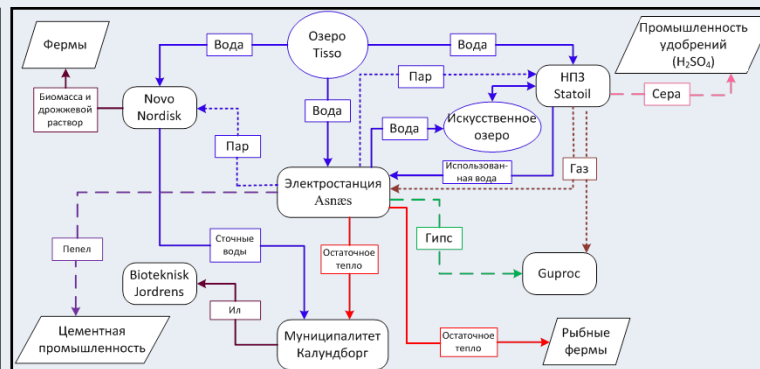 Фермы
Вода
Озеро
Tisso
Вода
Промышленность
удобрений
(H₂SO₄)
Биомасса и
дрожжевой
раствор
Novo
Nordisk
Вода
Пар
НПЗ
Statoil
Сера
Искусственное
озеро
Вода
Пар
Использован-
ная вода
Газ
Электростанция
Asnæs
Пепел
Сточные
воды
Остаточное
тепло
Гипс
Guproc
Bioteknisk
Jordrens
Ил
Цементная
промышленность
Муниципалитет
Калундборг
Остаточное
тепло
Рыбные
фермы